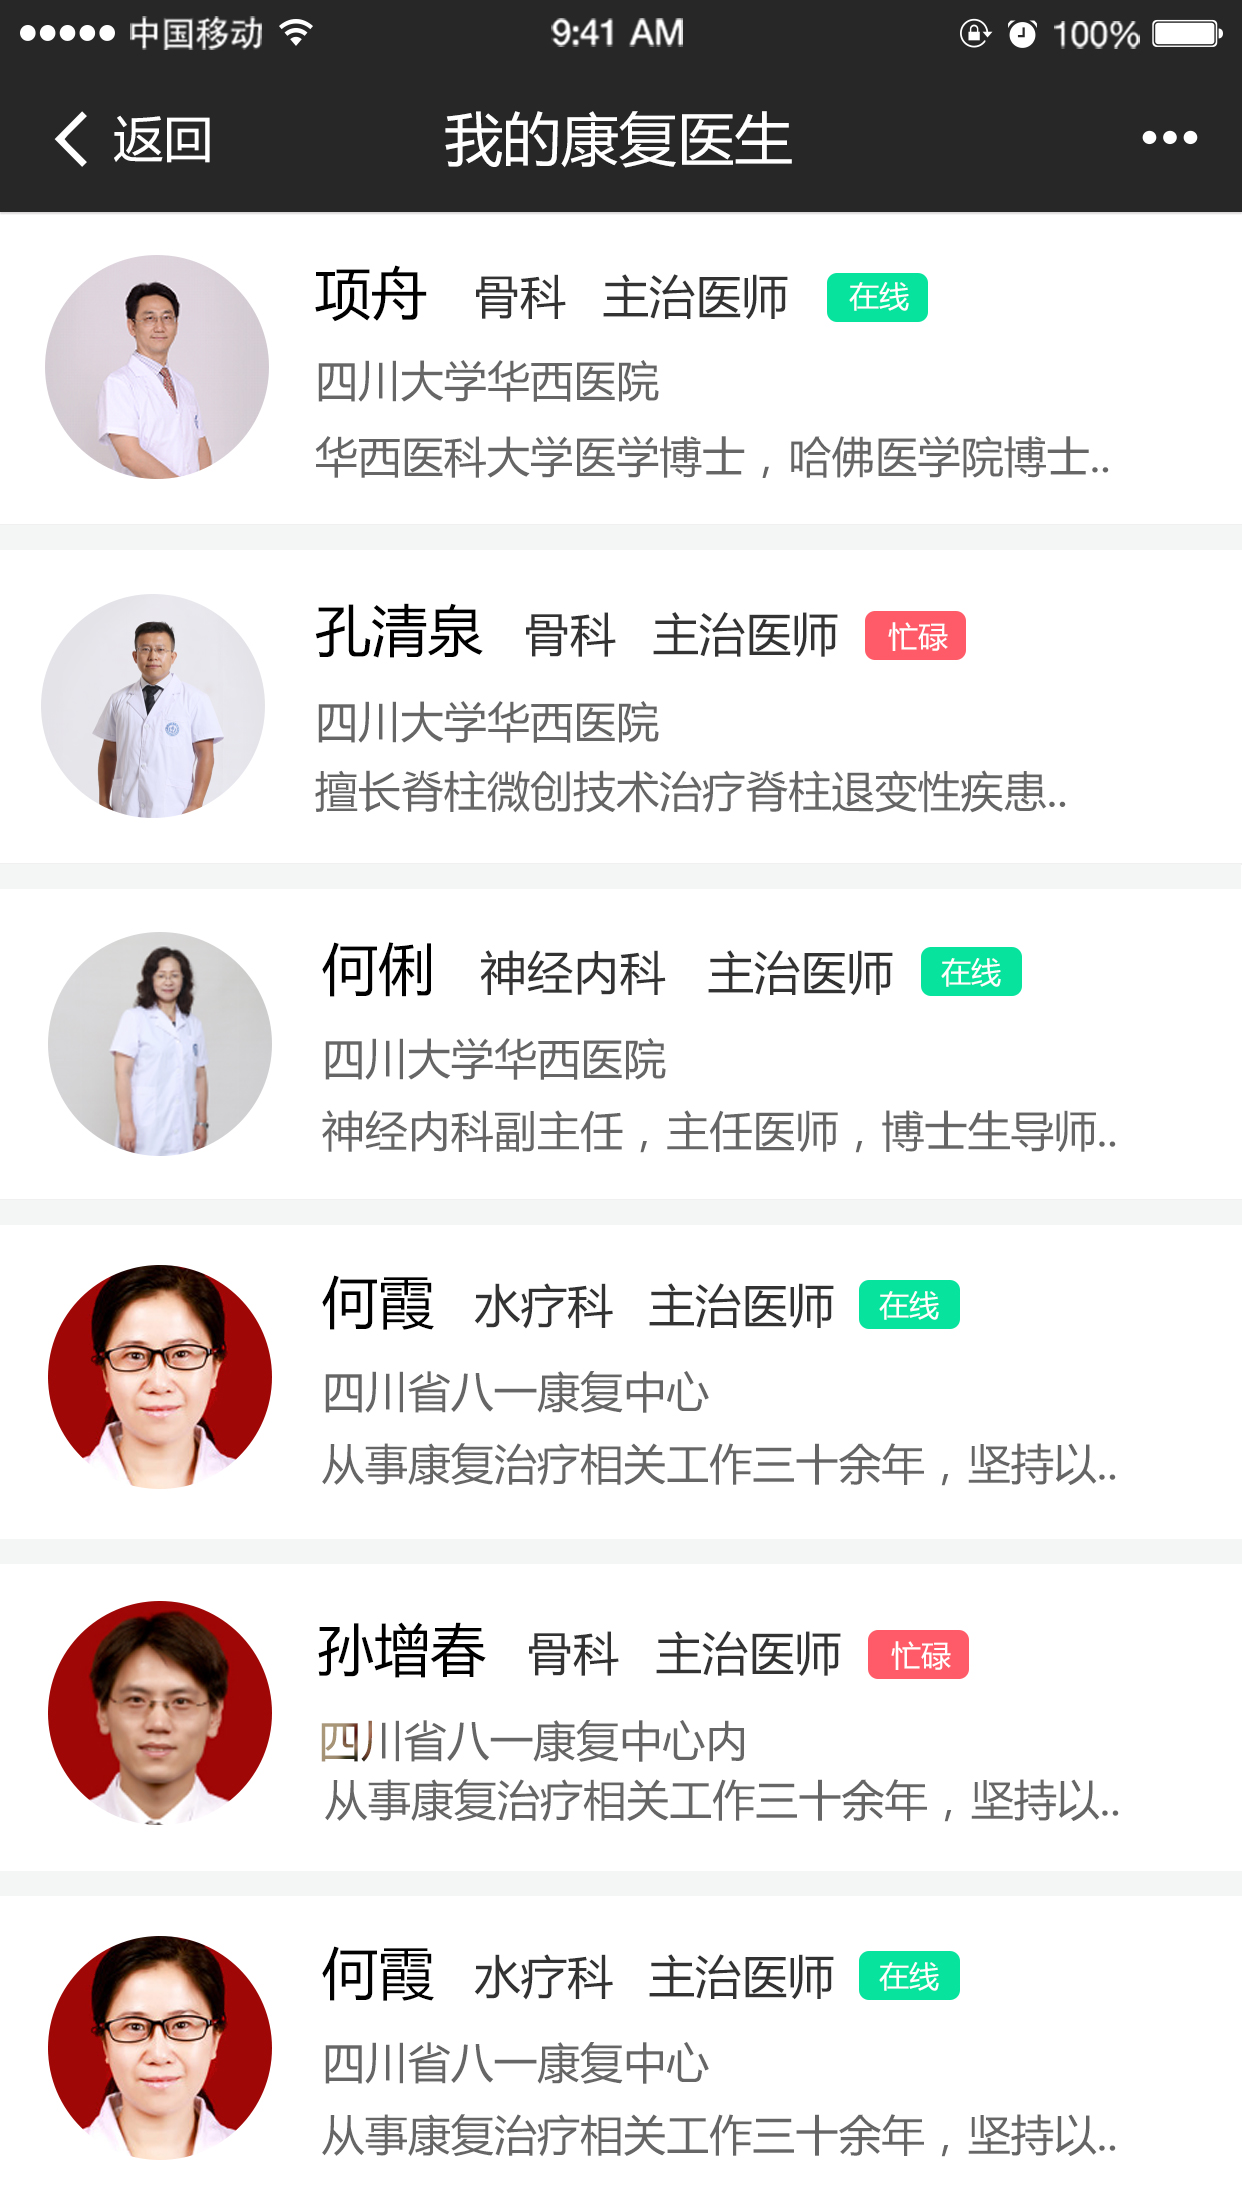 中国移动 9:41 AM 100%
返回 我的康复医生
项舟 骨科 主治医师 在线
四川大学华西医院
华西医科大学医学博士，哈佛医学院博士..
孔清泉 骨科 主治医师 忙碌
四川大学华西医院
擅长脊柱微创技术治疗脊柱退变性疾患..
何俐 神经内科 主治医师 在线
四川大学华西医院
神经内科副主任，主任医师，博士生导师..
何霞 水疗科 主治医师 在线
四川省八一康复中心
从事康复治疗相关工作三十余年，坚持以..
孙增春 骨科 主治医师 忙碌
四川省八一康复中心内
从事康复治疗相关工作三十余年，坚持以..
何霞 水疗科 主治医师 在线
四川省八一康复中心
从事康复治疗相关工作三十余年，坚持以..